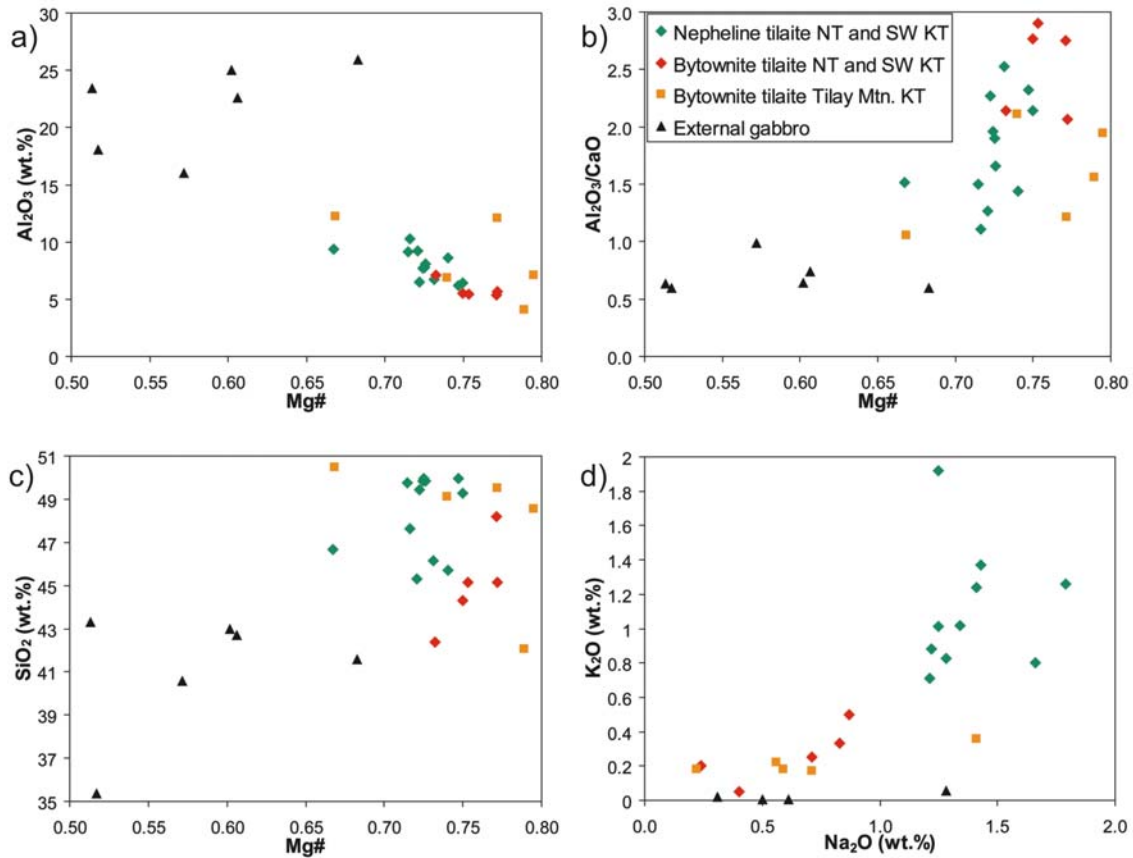 a)
30
25
20
15
10
5
0
Al₂O₃ (wt.%)
0.50 0.55 0.60 0.65 0.70 0.75 0.80
Mg#
b)
3.0
2.5
2.0
1.5
1.0
0.5
0.0
Al₂O₃/CaO
Nepheline tilaite NT and SW KT
Bytownite tilaite NT and SW KT
Bytownite tilaite Tilay Mtn. KT
External gabbro
0.50 0.55 0.60 0.65 0.70 0.75 0.80
Mg#
c)
51
49
47
45
43
41
39
37
35
SiO₂ (wt.%)
0.50 0.55 0.60 0.65 0.70 0.75 0.80
Mg#
d)
2
1.8
1.6
1.4
1.2
1
0.8
0.6
0.4
0.2
0
K₂O (wt.%)
0.0 0.5 1.0 1.5 2.0
Na₂O (wt.%)